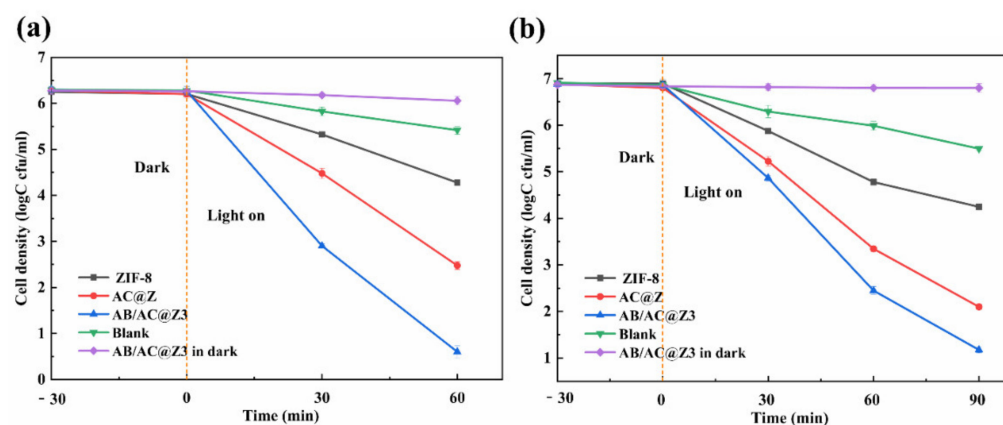 (a)
7
6
5
4
3
2
1
0
Cell density (logC cfu/ml)
Dark
Light on
ZIF-8
AC@Z
AB/AC@Z3
Blank
AB/AC@Z3 in dark
-30
0
30
60
Time (min)
(b)
7
6
5
4
3
2
1
Cell density (logC cfu/ml)
Dark
Light on
ZIF-8
AC@Z
AB/AC@Z3
Blank
AB/AC@Z3 in dark
-30
0
30
60
90
Time (min)